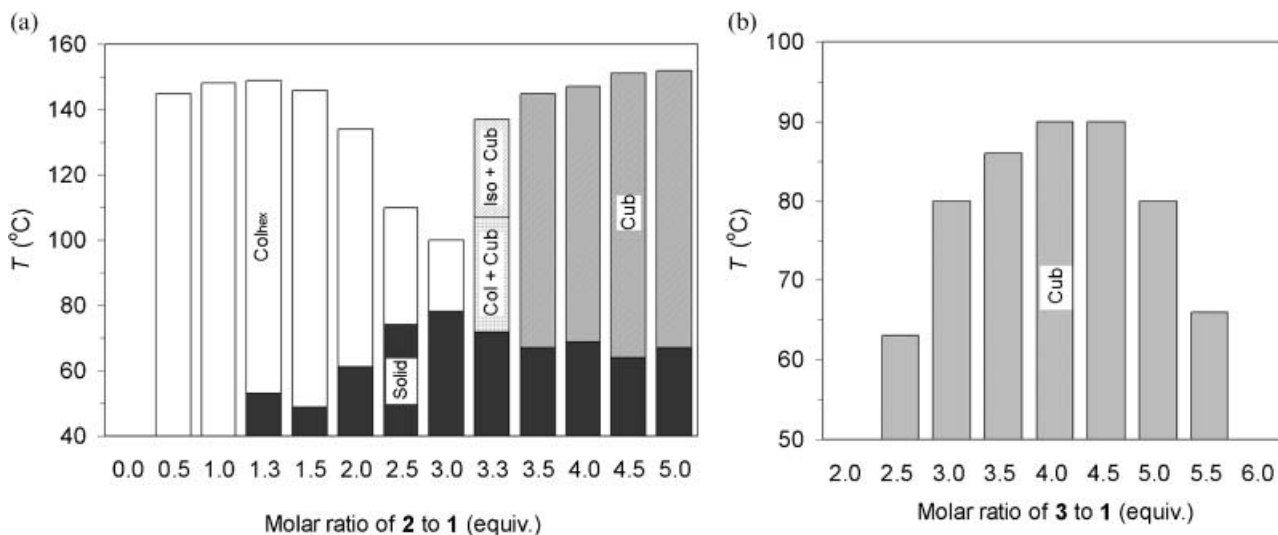 (a)
160
140
120
100
80
60
40
T (°C)
Colhex
Solid
Col + Cub
Iso + Cub
Cub
0.0 0.5 1.0 1.3 1.5 2.0 2.5 3.0 3.3 3.5 4.0 4.5 5.0
Molar ratio of 2 to 1 (equiv.)
(b)
100
90
80
70
60
50
T (°C)
Cub
2.0 2.5 3.0 3.5 4.0 4.5 5.0 5.5 6.0
Molar ratio of 3 to 1 (equiv.)